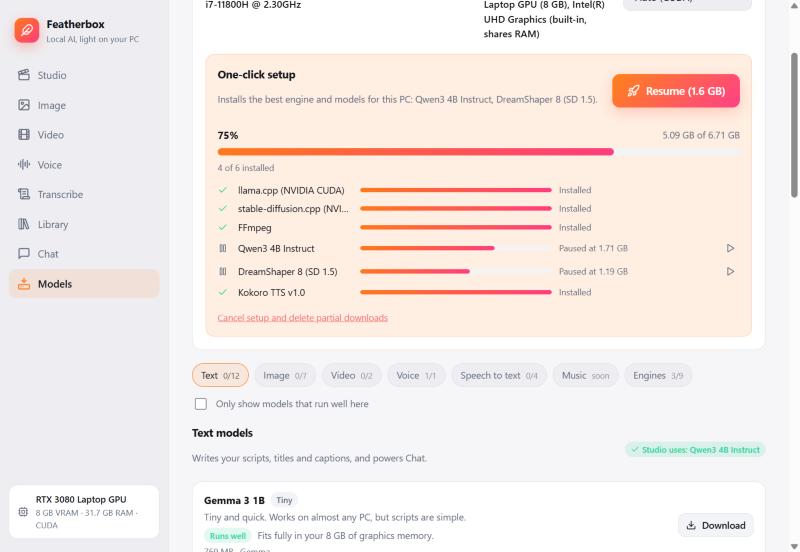 Featherbox
Local AI, light on your PC
Studio
Image
Video
Voice
Transcribe
Library
Chat
Models
RTX 3080 Laptop GPU
8 GB VRAM · 31.7 GB RAM ·
CUDA
i7-11800H @ 2.30GHz
Laptop GPU (8 GB), Intel(R)
UHD Graphics (built-in,
shares RAM)
Auto (CUDA)
One-click setup
Installs the best engine and models for this PC: Qwen3 4B Instruct, DreamShaper 8 (SD 1.5).
Resume (1.6 GB)
75%
5.09 GB of 6.71 GB
4 of 6 installed
llama.cpp (NVIDIA CUDA)
Installed
stable-diffusion.cpp (NVI...
Installed
FFmpeg
Installed
Qwen3 4B Instruct
Paused at 1.71 GB
DreamShaper 8 (SD 1.5)
Paused at 1.19 GB
Kokoro TTS v1.0
Installed
Cancel setup and delete partial downloads
Text 0/12
Image 0/7
Video 0/2
Voice 1/1
Speech to text 0/4
Music soon
Engines 3/9
Only show models that run well here
Text models
Writes your scripts, titles and captions, and powers Chat.
Studio uses: Qwen3 4B Instruct
Gemma 3 1B Tiny
Tiny and quick. Works on almost any PC, but scripts are simple.
Runs well Fits fully in your 8 GB of graphics memory.
769 MB · Gemma
Download